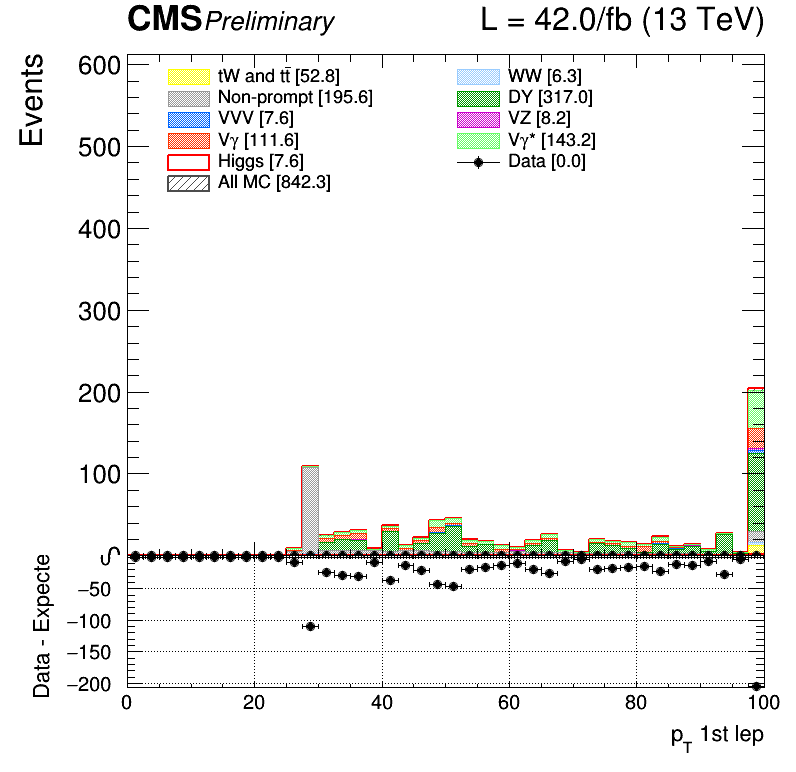 CMS Preliminary L = 42.0/fb (13 TeV)
Events
600
500
400
300
200
100
0
tW and tt̄ [52.8]
Non-prompt [195.6]
VVV [7.6]
Vγ [111.6]
Higgs [7.6]
All MC [842.3]
WW [6.3]
DY [317.0]
VZ [8.2]
Vγ* [143.2]
Data [0.0]
Data - Expecte
−50
−100
−150
−200
0 20 40 60 80 100
p_T 1st lep